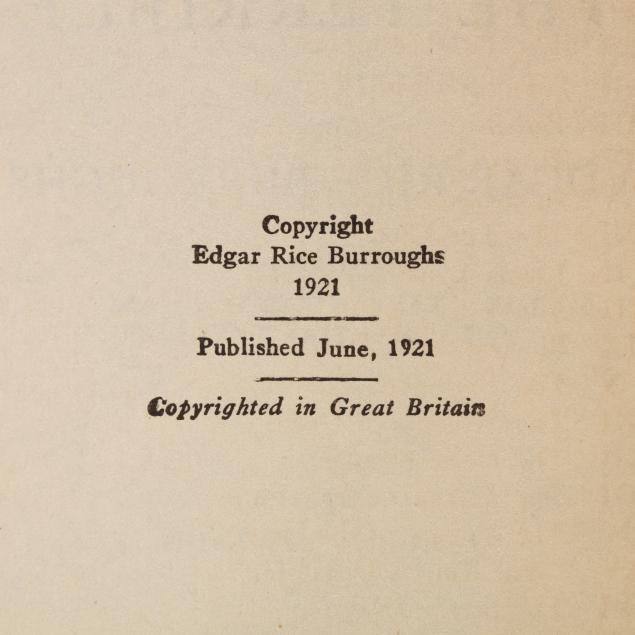 Copyright
Edgar Rice Burroughs
1921
Published June, 1921
Copyrighted in Great Britain